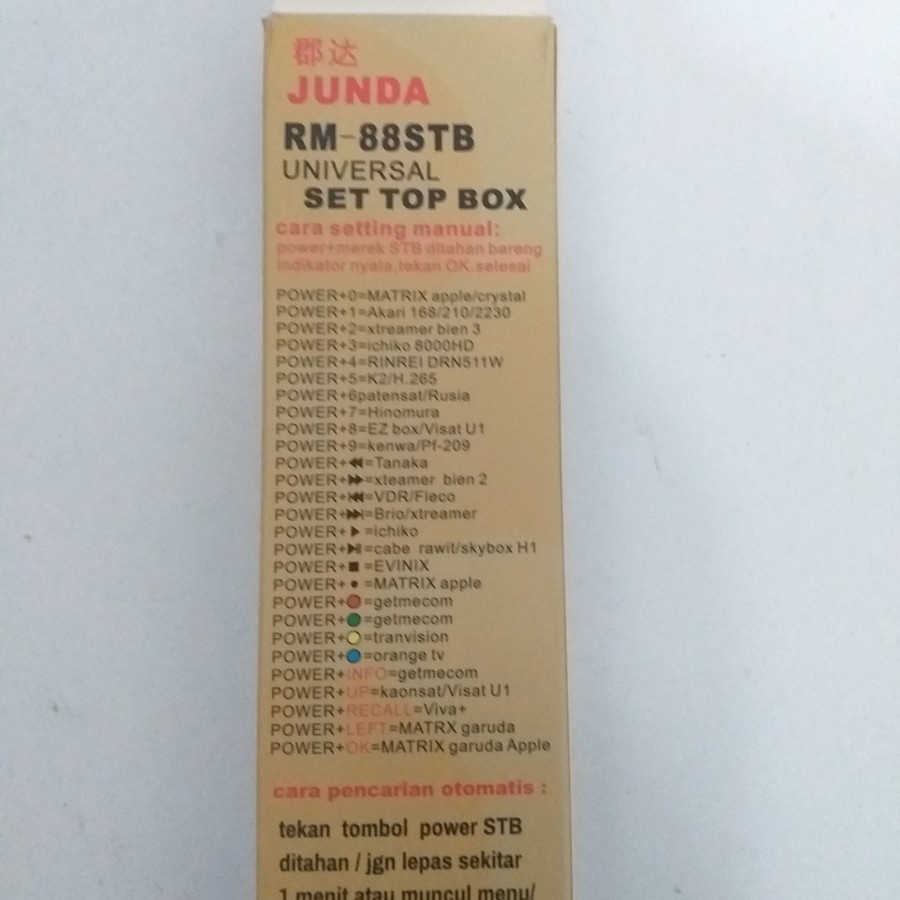 郡达
JUNDA
RM-88STB
UNIVERSAL
SET TOP BOX
cara setting manual:
power+merek STB ditahan bareng
indikator nyala,tekan OK.selesai
POWER+0=MATRIX apple/crystal
POWER+1=Akari 168/210/2230
POWER+2=xtreamer bien 3
POWER+3=ichiko 8000HD
POWER+4=RINREI DRN511W
POWER+5=K2/H.265
POWER+6patensat/Rusia
POWER+7=Hinomura
POWER+8=EZ box/Visat U1
POWER+9=kenwa/Pf-209
POWER+⏪=Tanaka
POWER+⏩=xteamer bien 2
POWER+⏮=VDR/Fleco
POWER+⏭=Brio/xtreamer
POWER+▶=ichiko
POWER+⏯=cabe rawit/skybox H1
POWER+■=EVINIX
POWER+●=MATRIX apple
POWER+🔴=getmecom
POWER+🟢=getmecom
POWER+🟡=tranvision
POWER+🔵=orange tv
POWER+INFO=getmecom
POWER+UP=kaonsat/Visat U1
POWER+RECALL=Viva+
POWER+LEFT=MATRX garuda
POWER+OK=MATRIX garuda Apple
cara pencarian otomatis :
tekan tombol power STB
ditahan / jgn lepas sekitar
1 menit atau muncul menu/